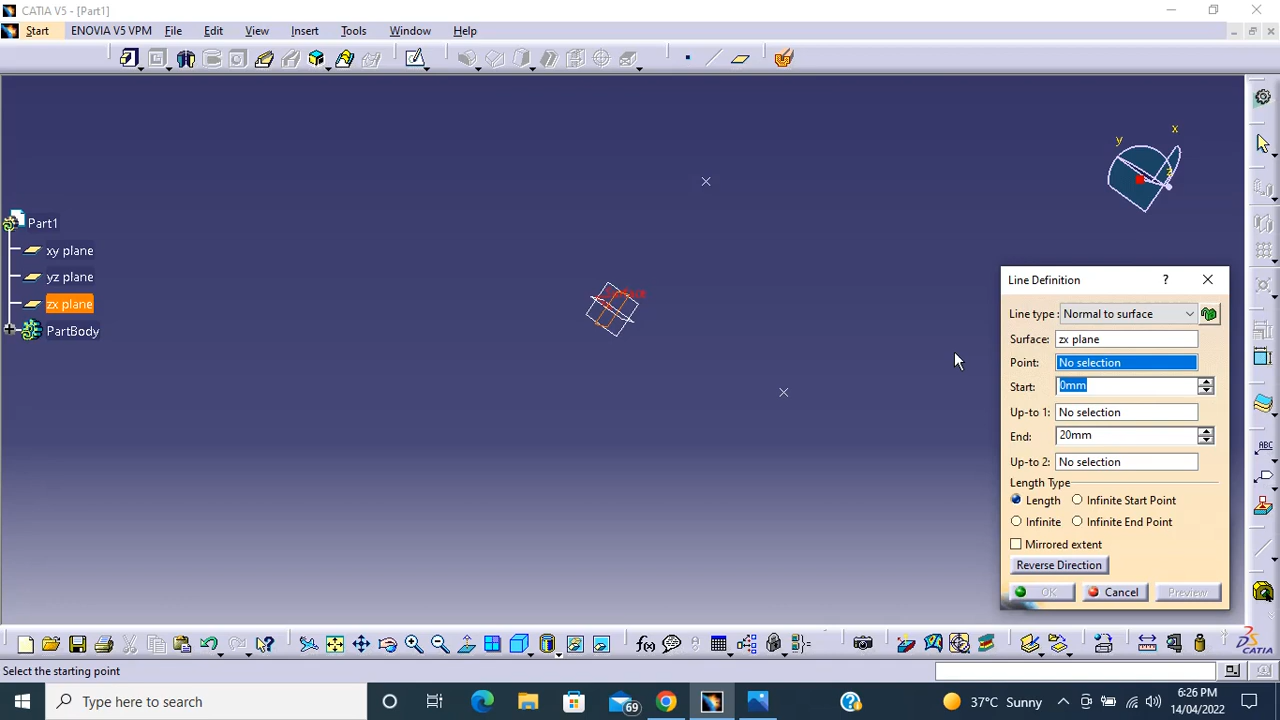 CATIA V5 - [Part1]
Start ENOVIA V5 VPM File Edit View Insert Tools Window Help
x
y
z
Part1
xy plane
yz plane
zx plane
PartBody
Surface
Line Definition ? ×
Line type : Normal to surface
Surface: zx plane
Point: No selection
Start: 0mm
Up-to 1: No selection
End: 20mm
Up-to 2: No selection
Length Type
Length Infinite Start Point
Infinite Infinite End Point
Mirrored extent
Reverse Direction
OK Cancel Preview
ABC
f(x)
DS CATIA
Select the starting point
Type here to search
69
37°C Sunny
6:26 PM
14/04/2022